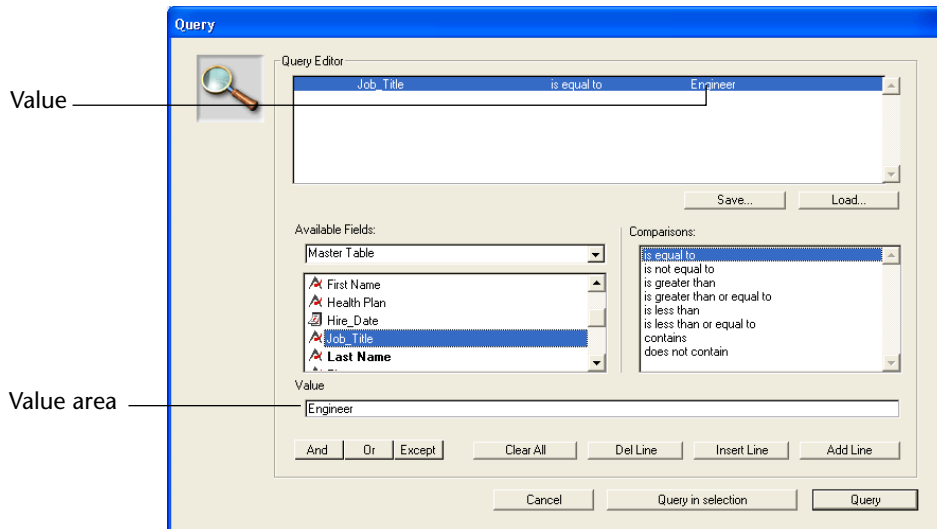 Query
Query Editor
Job_Title is equal to Engineer
Value
Save... Load...
Available Fields:
Comparisons:
Master Table
is equal to
is not equal to
is greater than
is greater than or equal to
is less than
is less than or equal to
contains
does not contain
First Name
Health Plan
Hire_Date
Job_Title
Last Name
Value
Value area
Engineer
And Or Except Clear All Del Line Insert Line Add Line
Cancel Query in selection Query